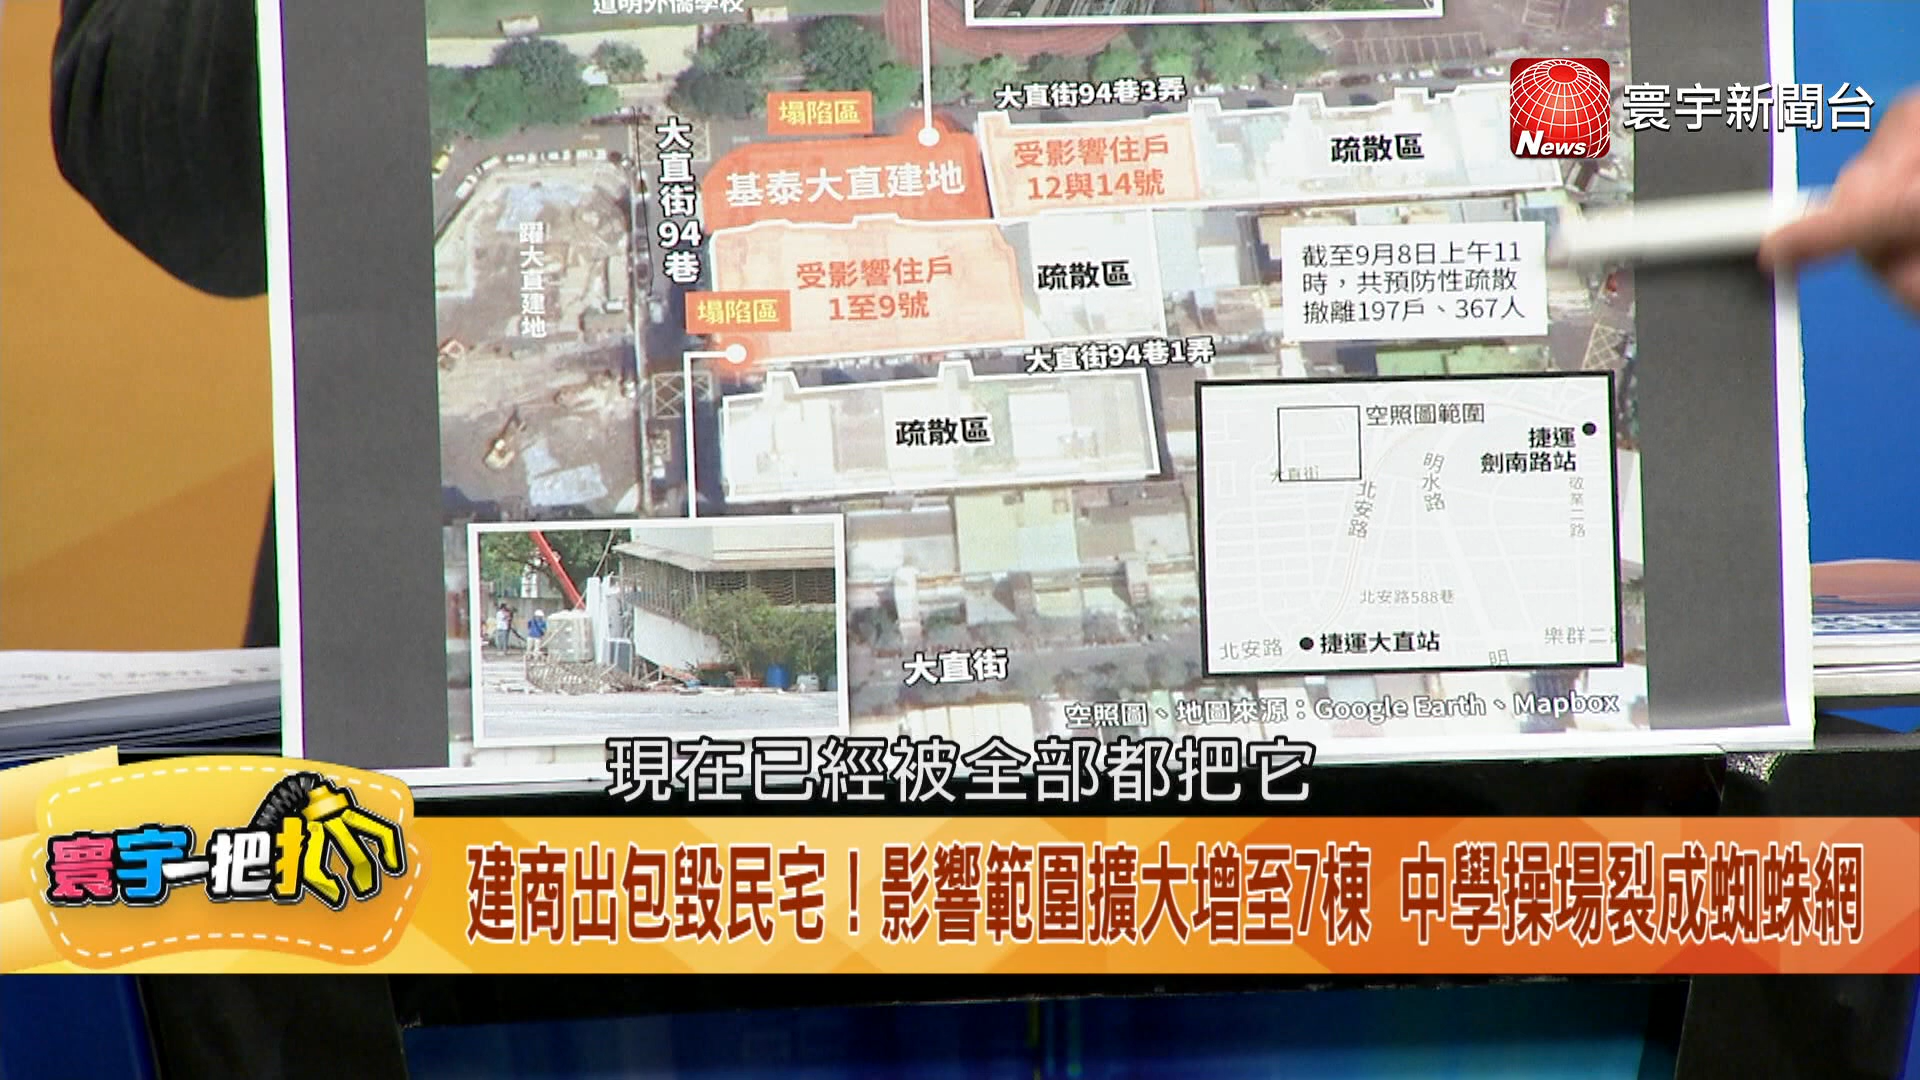 道明外僑學校
大直街94巷3弄
塌陷區
寰宇新聞台
News
大直街94巷
基泰大直建地
受影響住戶
12與14號
疏散區
躍大直建地
受影響住戶
1至9號
疏散區
截至9月8日上午11
時，共預防性疏散
撤離197戶、367人
塌陷區
大直街94巷1弄
疏散區
空照圖範圍
捷運
劍南路站
大直街
明水路
北安路
敬業二路
北安路588巷
樂群二
北安路
捷運大直站
明
大直街
空照圖、地圖來源：Google Earth、Mapbox
現在已經被全部都把它
寰宇一把抓
建商出包毀民宅！影響範圍擴大增至7棟 中學操場裂成蜘蛛網